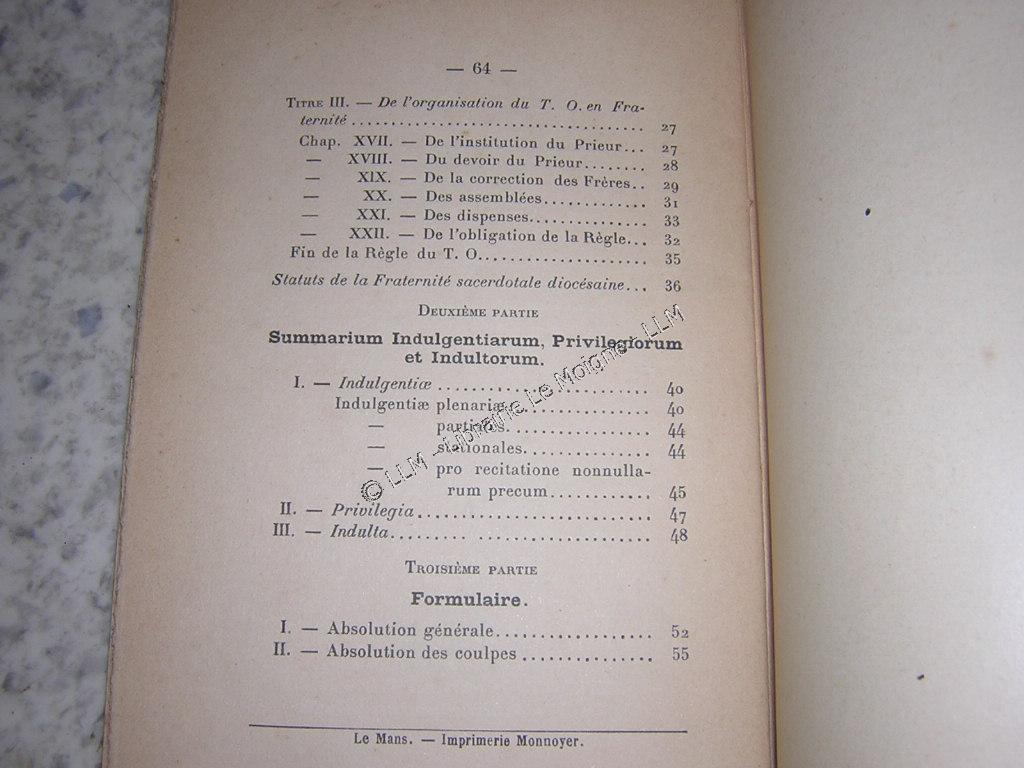 — 64 —
TITRE III. — De l'organisation du T. O. en Fra-
ternité ........................................ 27
Chap. XVII. — De l'institution du Prieur... 27
— XVIII. — Du devoir du Prieur........ 28
— XIX. — De la correction des Frères.. 29
— XX. — Des assemblées............. 31
— XXI. — Des dispenses............... 33
— XXII. — De l'obligation de la Règle... 32
Fin de la Règle du T. O...................... 35
Statuts de la Fraternité sacerdotale diocésaine... 36
DEUXIÈME PARTIE
Summarium Indulgentiarum, Privilegiorum
et Indultorum.
I. — Indulgentiæ ............................ 40
Indulgentiæ plenariæ.................... 40
— partiales.................... 44
— stationales.................. 44
— pro recitatione nonnulla-
rum precum.............. 45
II. — Privilegia................................ 47
III. — Indulta......... ........................ 48
TROISIÈME PARTIE
Formulaire.
I. — Absolution générale.................. 52
II. — Absolution des coulpes ............... 55
Le Mans. — Imprimerie Monnoyer.
© LLM - Librairie Le Moigne - LLM